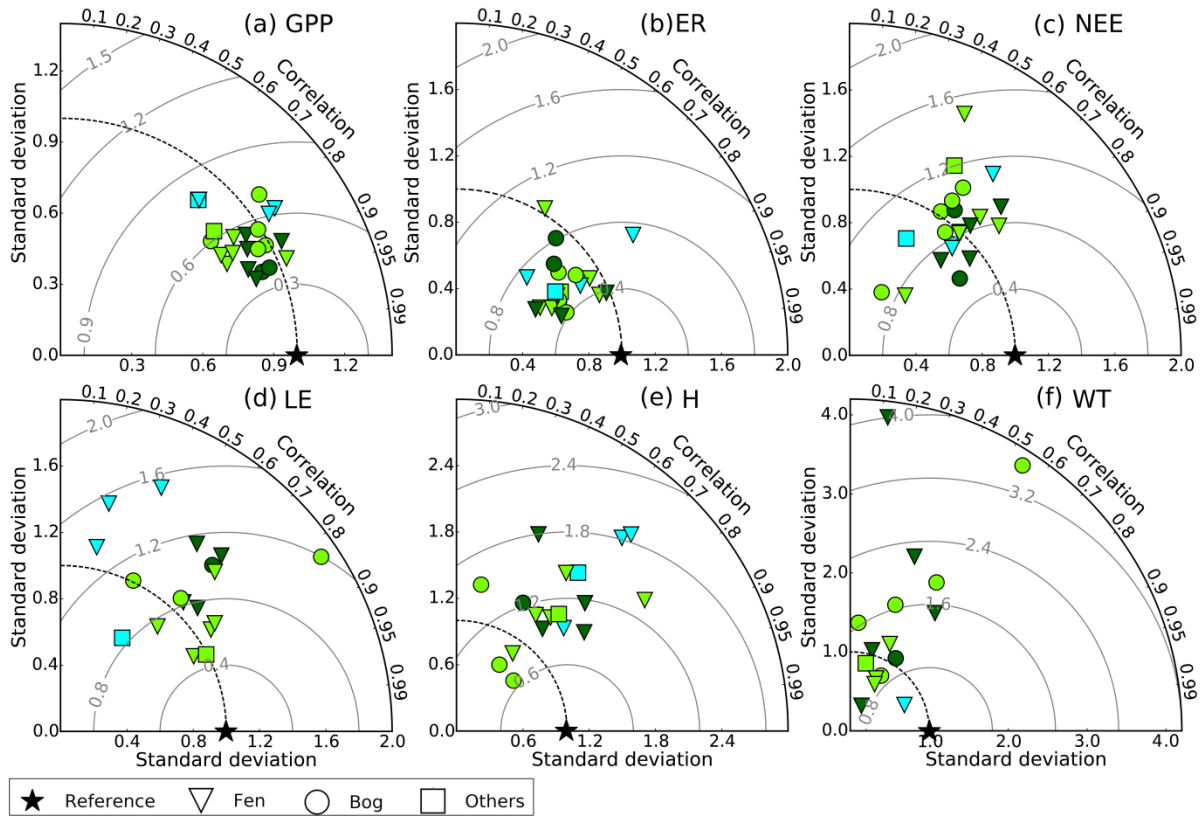 (a) GPP
0.1 0.2 0.3 0.4 0.5 0.6 0.7 0.8 0.9 0.95 0.99
Correlation
Standard deviation
1.2
0.9
0.6
0.3
0.0
0.3 0.6 0.9 1.2 1.4
1.5
1.2
0.9
0.6
0.3
(b)ER
0.1 0.2 0.3 0.4 0.5 0.6 0.7 0.8 0.9 0.95 0.99
Correlation
Standard deviation
1.6
1.2
0.8
0.4
0.0
0.4 0.8 1.2 1.6 2.0
2.0
1.6
1.2
0.8
0.4
(c) NEE
0.1 0.2 0.3 0.4 0.5 0.6 0.7 0.8 0.9 0.95 0.99
Correlation
Standard deviation
1.6
1.2
0.8
0.4
0.0
0.4 0.8 1.2 1.6 2.0
2.0
1.6
1.2
0.8
0.4
(d) LE
0.1 0.2 0.3 0.4 0.5 0.6 0.7 0.8 0.9 0.95 0.99
Correlation
Standard deviation
1.6
1.2
0.8
0.4
0.0
0.4 0.8 1.2 1.6 2.0
Standard deviation
2.0
1.6
1.2
0.8
0.4
(e) H
0.1 0.2 0.3 0.4 0.5 0.6 0.7 0.8 0.9 0.95 0.99
Correlation
Standard deviation
2.4
1.8
1.2
0.6
0.0
0.6 1.2 1.8 2.4
Standard deviation
3.0
2.4
1.8
1.2
0.6
(f) WT
0.1 0.2 0.3 0.4 0.5 0.6 0.7 0.8 0.9 0.95 0.99
Correlation
Standard deviation
4.0
3.0
2.0
1.0
0.0
1.0 2.0 3.0 4.0
Standard deviation
4.0
3.2
2.4
1.6
0.8
Reference Fen Bog Others